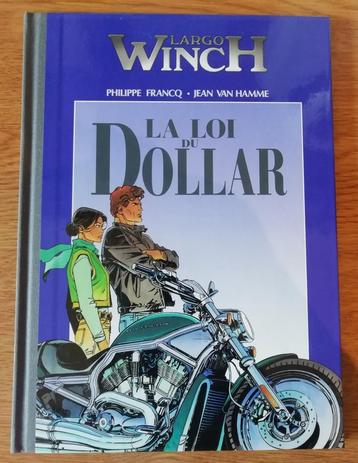 LARGO
WINCH
PHILIPPE FRANCQ • JEAN VAN HAMME
LA LOI
DU
DOLLAR